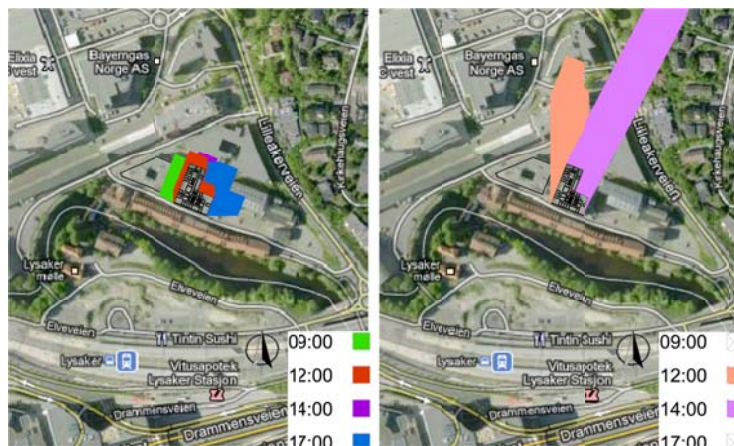 Elixia
C vest
Bayerngas
Norge AS
Lilleakerveien
Kirkehaugsveien
Lysaker
mølle
Elveveien
Elveveien
Tintin Sushi
Lysaker
Vitusapotek
Lysaker Stasjon
Drammensveien
Drammensveien
09:00
12:00
14:00
17:00
Elixia
C vest
Bayerngas
Norge AS
Lilleakerveien
Kirkehaugsveien
Lysaker
mølle
Elveveien
Elveveien
Tintin Sushi
Lysaker
Vitusapotek
Lysaker Stasjon
Drammensveien
Drammensveien
09:00
12:00
14:00
17:00